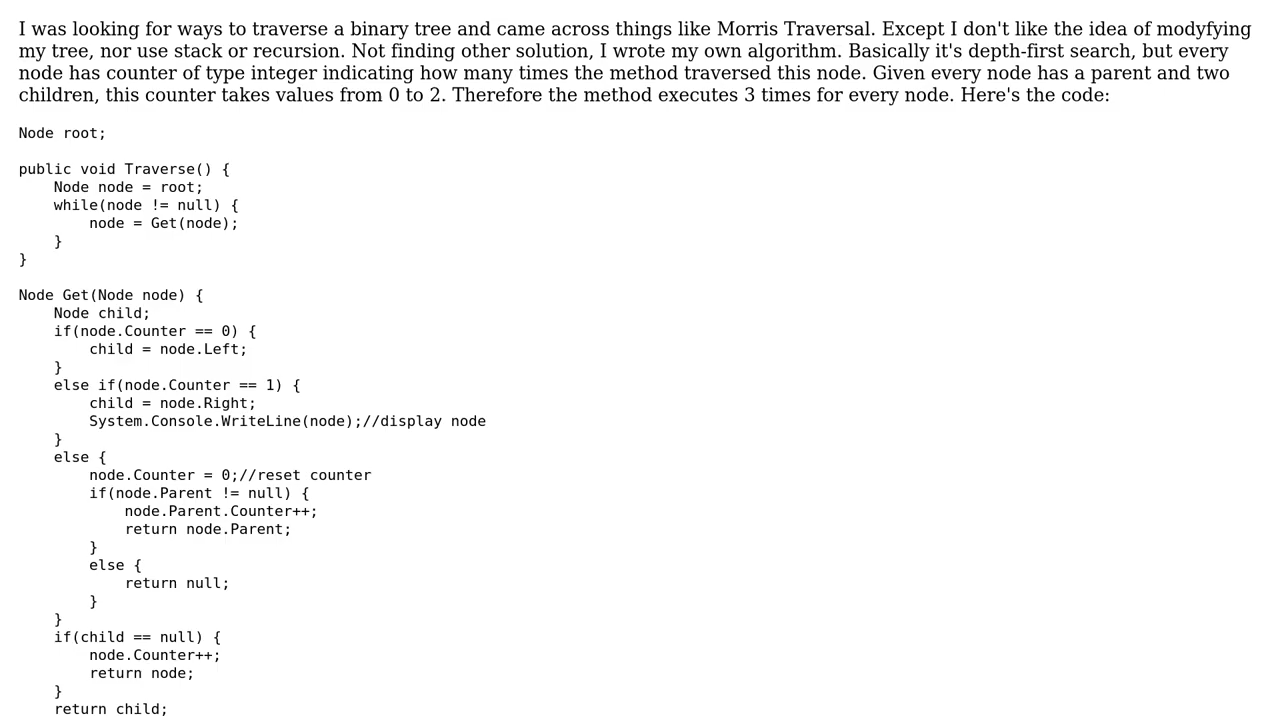 I was looking for ways to traverse a binary tree and came across things like Morris Traversal. Except I don't like the idea of modyfying
my tree, nor use stack or recursion. Not finding other solution, I wrote my own algorithm. Basically it's depth-first search, but every
node has counter of type integer indicating how many times the method traversed this node. Given every node has a parent and two
children, this counter takes values from 0 to 2. Therefore the method executes 3 times for every node. Here's the code:
Node root;
public void Traverse() {
    Node node = root;
    while(node != null) {
        node = Get(node);
    }
}
Node Get(Node node) {
    Node child;
    if(node.Counter == 0) {
        child = node.Left;
    }
    else if(node.Counter == 1) {
        child = node.Right;
        System.Console.WriteLine(node);//display node
    }
    else {
        node.Counter = 0;//reset counter
        if(node.Parent != null) {
            node.Parent.Counter++;
            return node.Parent;
        }
        else {
            return null;
        }
    }
    if(child == null) {
        node.Counter++;
        return node;
    }
    return child;